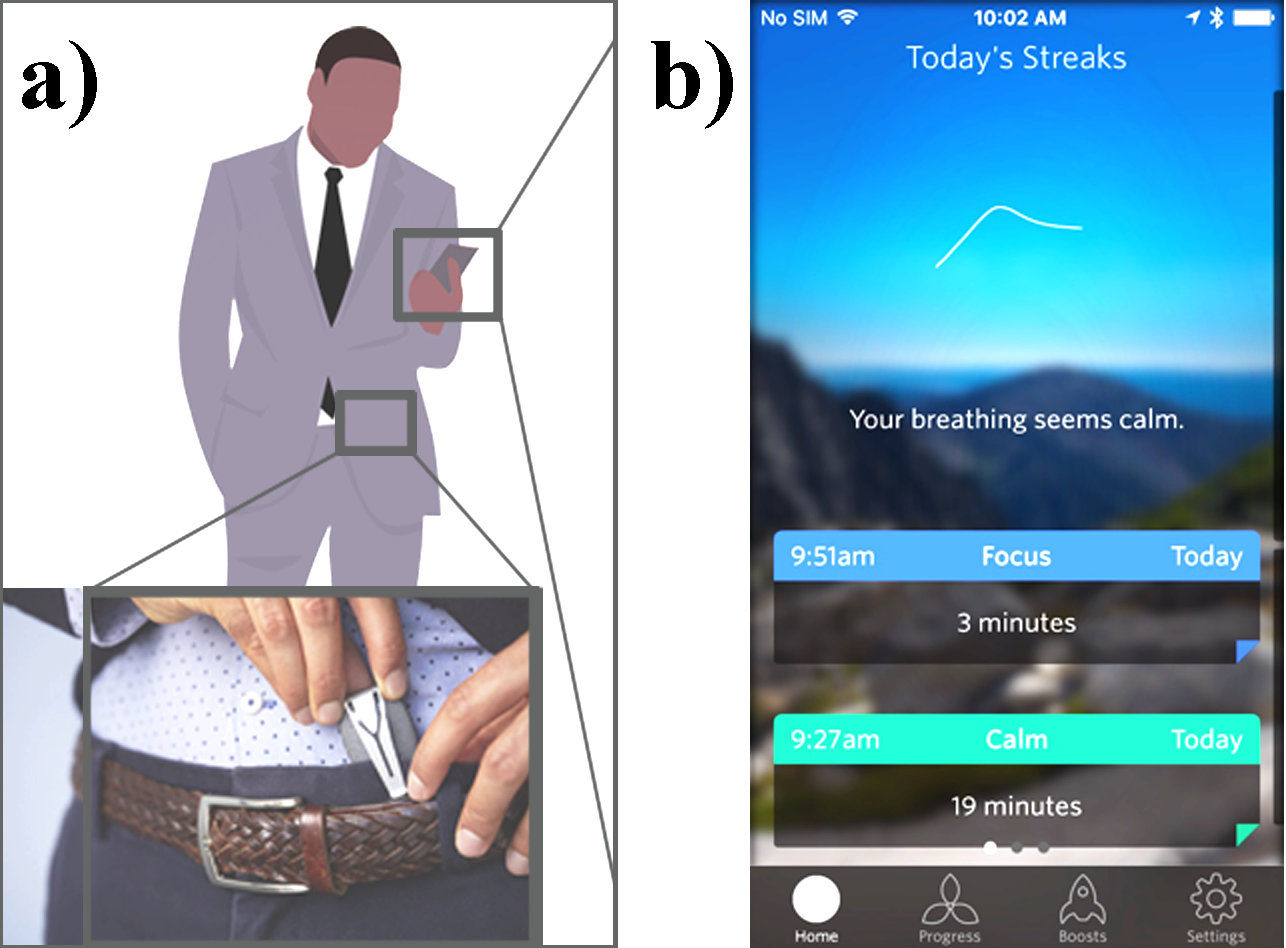 a)
b)
No SIM 10:02 AM
Today's Streaks
Your breathing seems calm.
9:51am Focus Today
3 minutes
9:27am Calm Today
19 minutes
Home Progress Boosts Settings